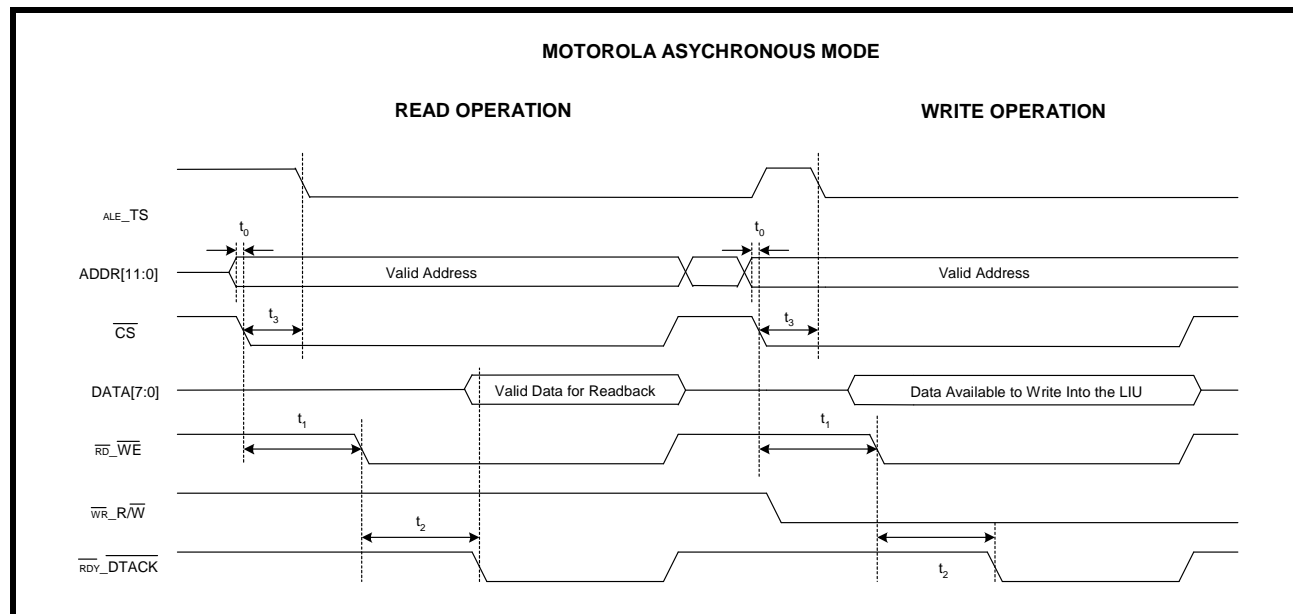 MOTOROLA ASYCHRONOUS MODE
READ OPERATION WRITE OPERATION
ALE_TS
t0 t0
ADDR[11:0] Valid Address Valid Address
CS t3 t3
DATA[7:0] Valid Data for Readback Data Available to Write Into the LIU
t1 t1
RD_WE
WR_R/W
t2
RDY_DTACK t2